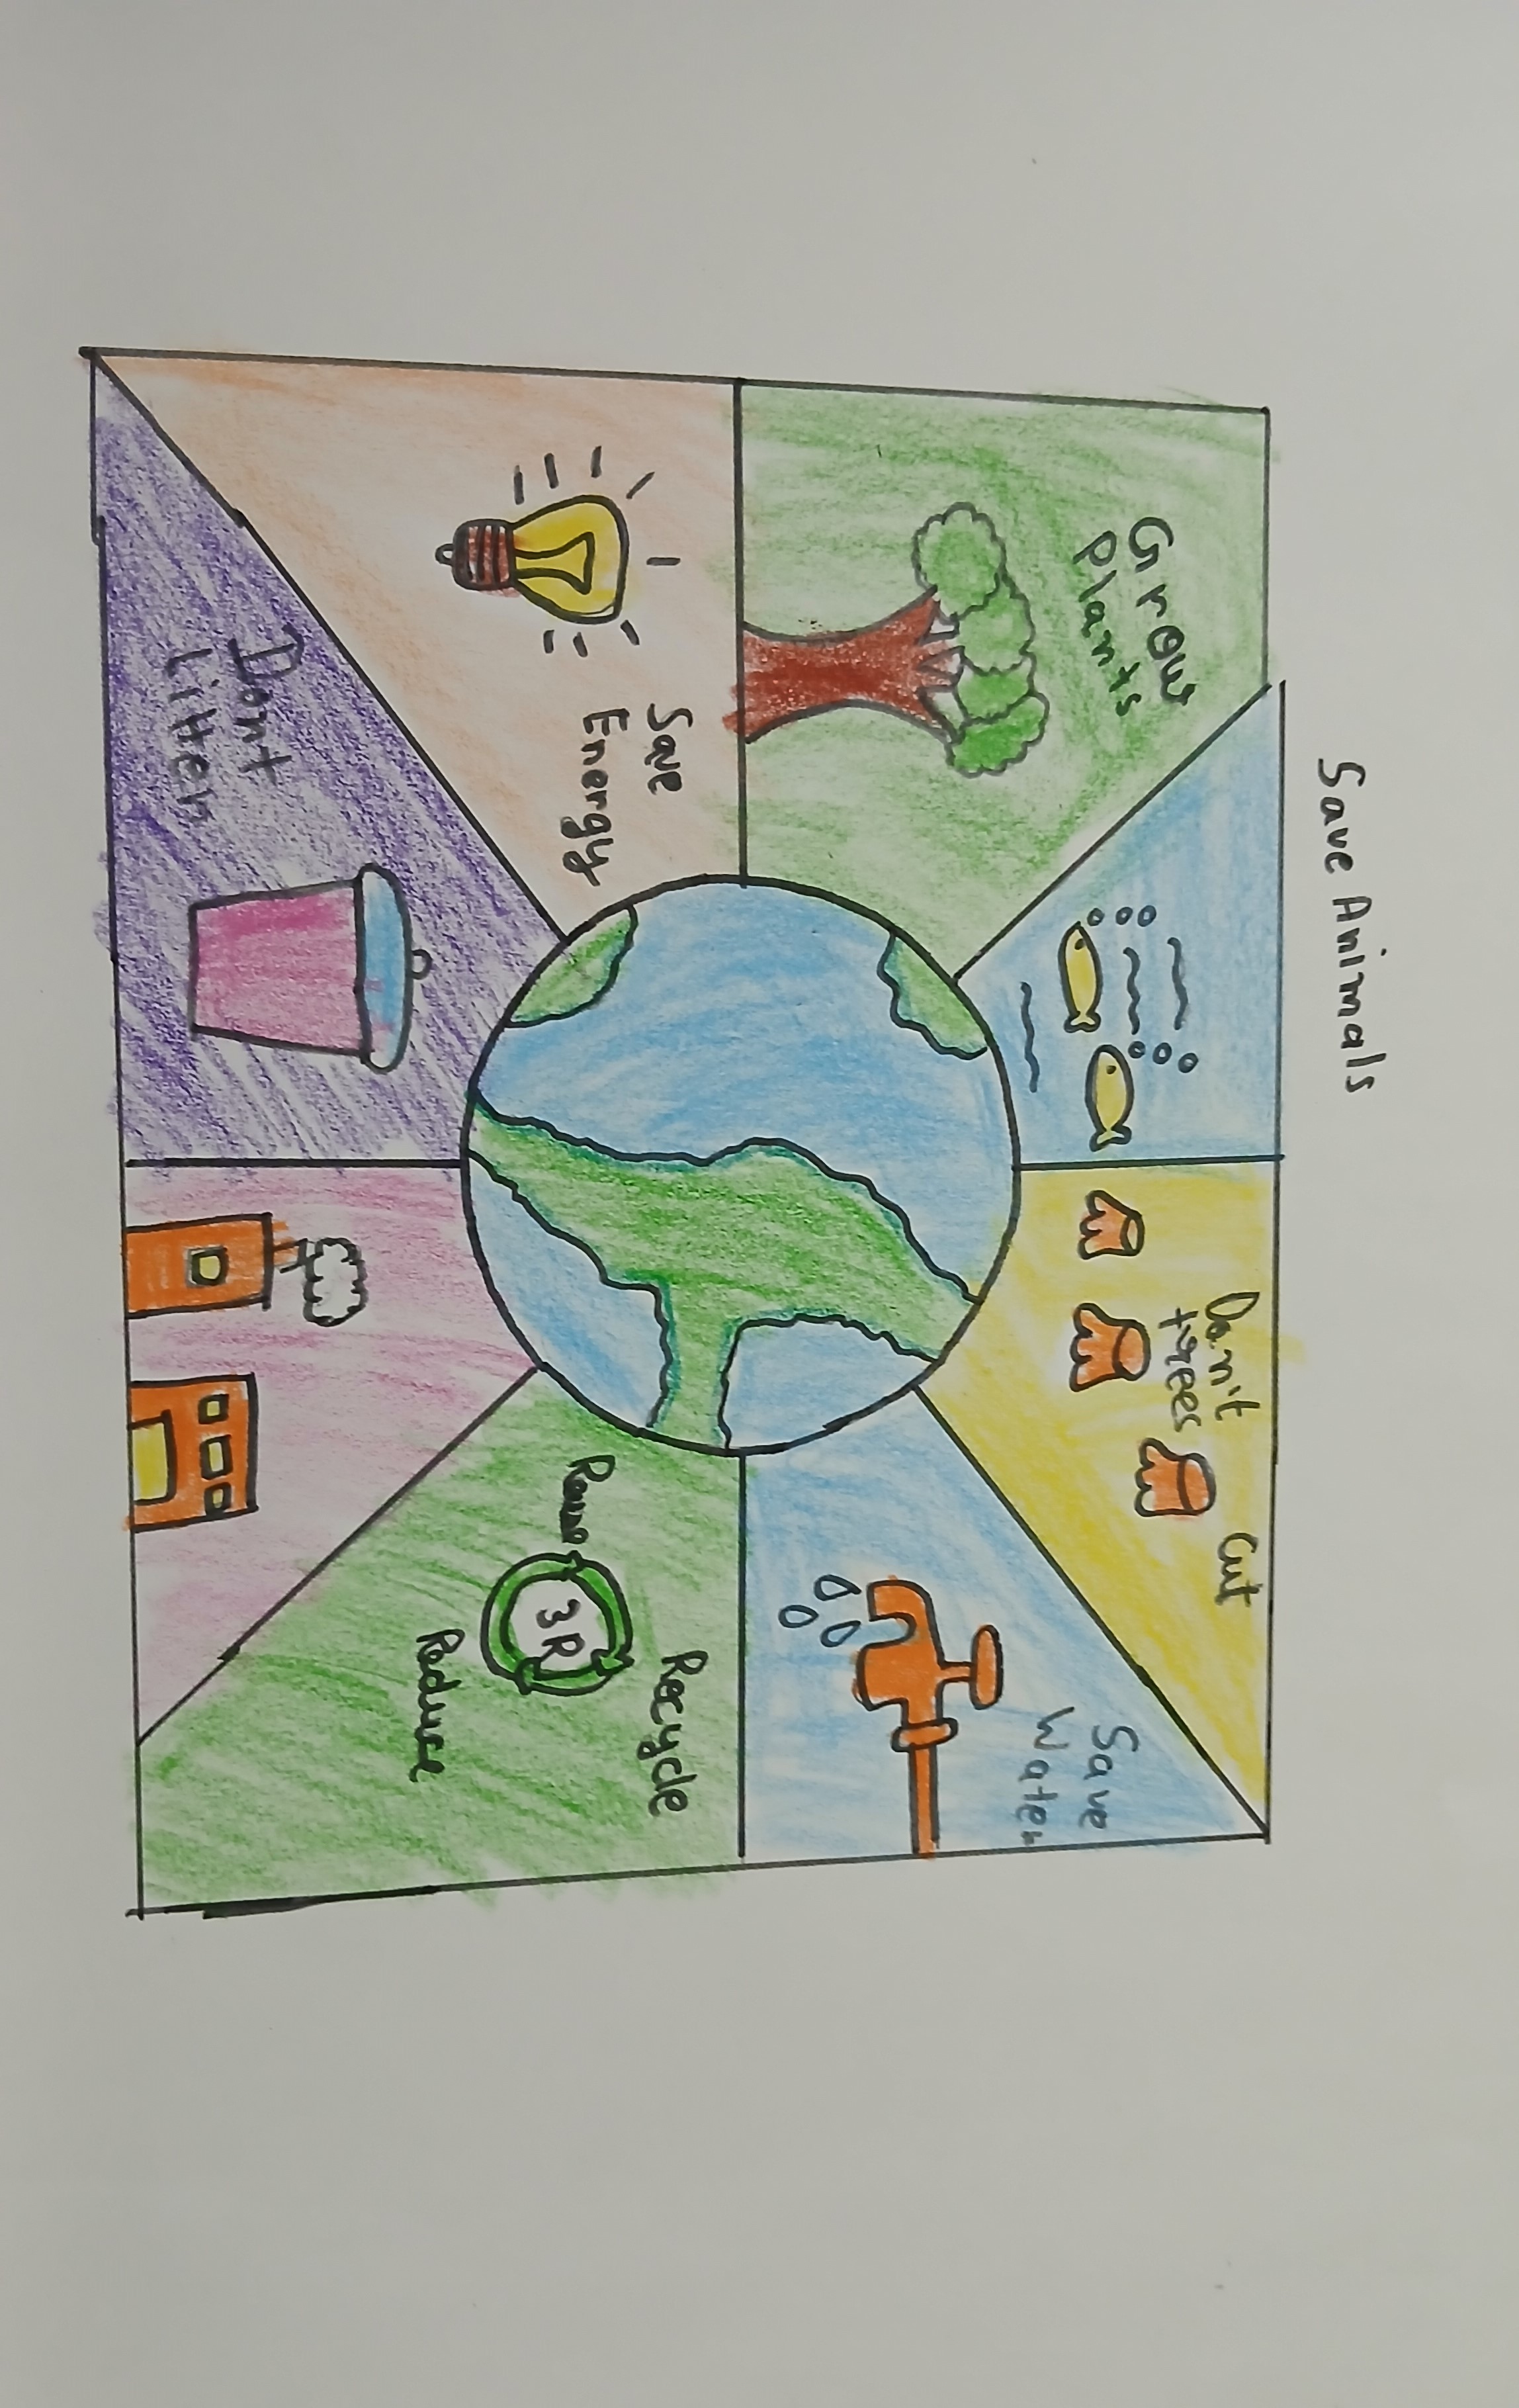 Save Animals
Don't Cut
trees
Grow
Plants
Save
Water
Save
Energy
Recycle
Reuse
3R
Reduce
Dont
Litter